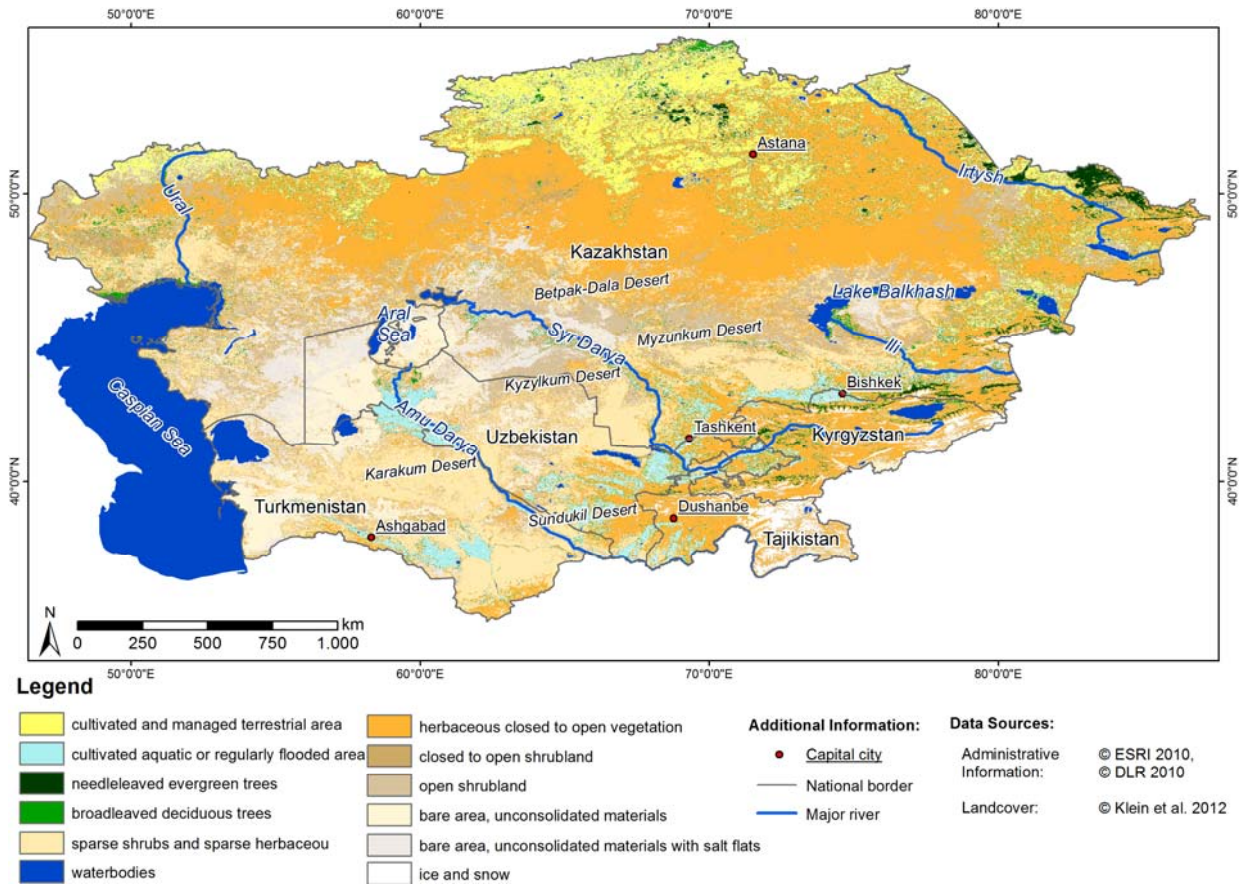 50°0'0"E 60°0'0"E 70°0'0"E 80°0'0"E
50°0'0"N
40°0'0"N
50°0'0"N
40°0'0"N
Astana
Ural
Irtysh
Kazakhstan
Betpak-Dala Desert
Lake Balkhash
Aral
Sea
Syr Darya
Myzunkum Desert
Ili
Kyzylkum Desert
Bishkek
Caspian Sea
Amu Darya
Tashkent
Uzbekistan
Kyrgyzstan
Karakum Desert
Turkmenistan
Sundukil Desert
Dushanbe
Ashgabad
Tajikistan
N
km
0 250 500 750 1.000
50°0'0"E 60°0'0"E 70°0'0"E 80°0'0"E
Legend
cultivated and managed terrestrial area
cultivated aquatic or regularly flooded area
needleleaved evergreen trees
broadleaved deciduous trees
sparse shrubs and sparse herbaceou
waterbodies
herbaceous closed to open vegetation
closed to open shrubland
open shrubland
bare area, unconsolidated materials
bare area, unconsolidated materials with salt flats
ice and snow
Additional Information:
Capital city
National border
Major river
Data Sources:
Administrative © ESRI 2010,
Information: © DLR 2010
Landcover: © Klein et al. 2012